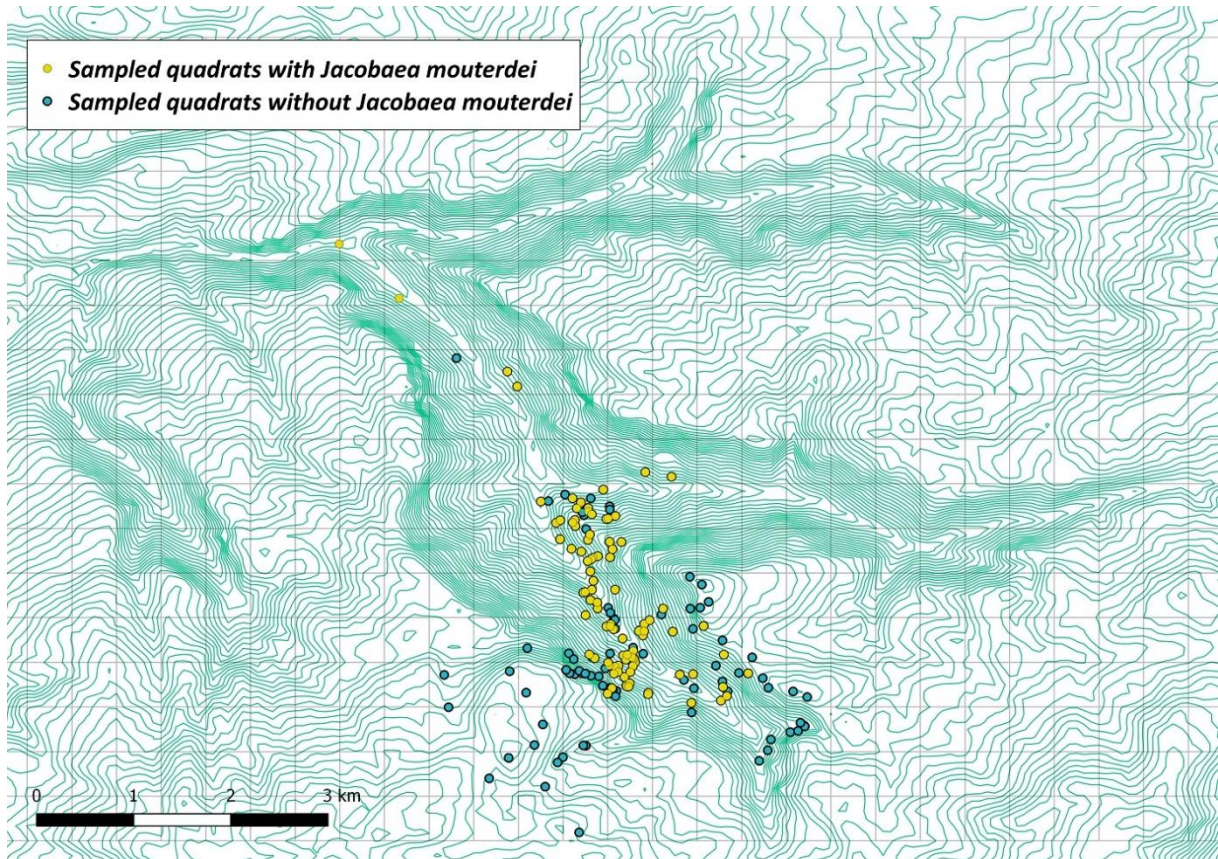 Sampled quadrats with Jacobaea mouterdei
Sampled quadrats without Jacobaea mouterdei
0 1 2 3 km